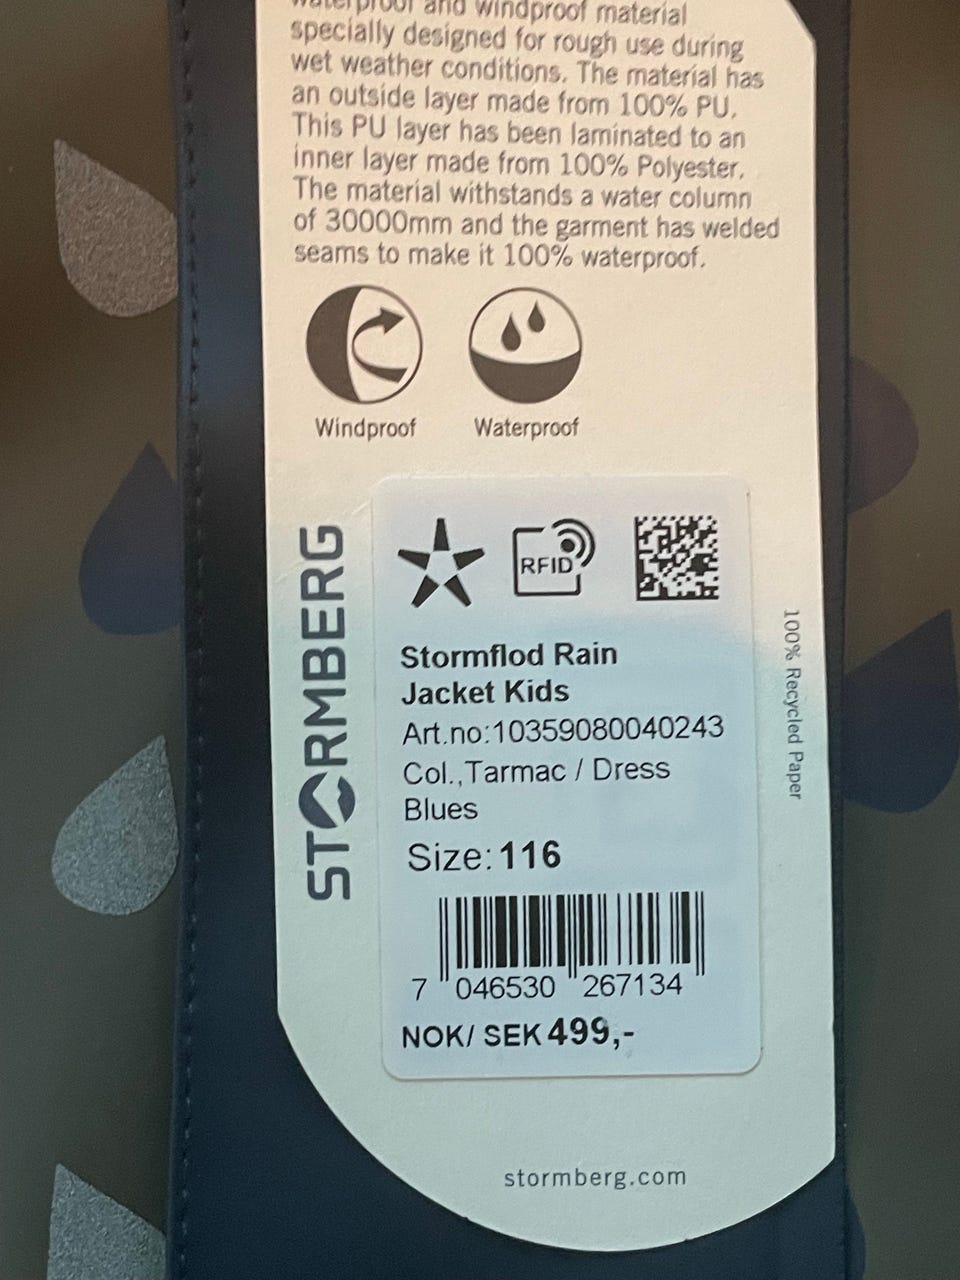 waterproof and windproof material
specially designed for rough use during
wet weather conditions. The material has
an outside layer made from 100% PU.
This PU layer has been laminated to an
inner layer made from 100% Polyester.
The material withstands a water column
of 30000mm and the garment has welded
seams to make it 100% waterproof.
Windproof
Waterproof
STORMBERG
RFID
Stormflod Rain
Jacket Kids
Art.no:10359080040243
Col.,Tarmac / Dress
Blues
Size: 116
7 046530 267134
NOK/ SEK 499,-
100% Recycled Paper
stormberg.com